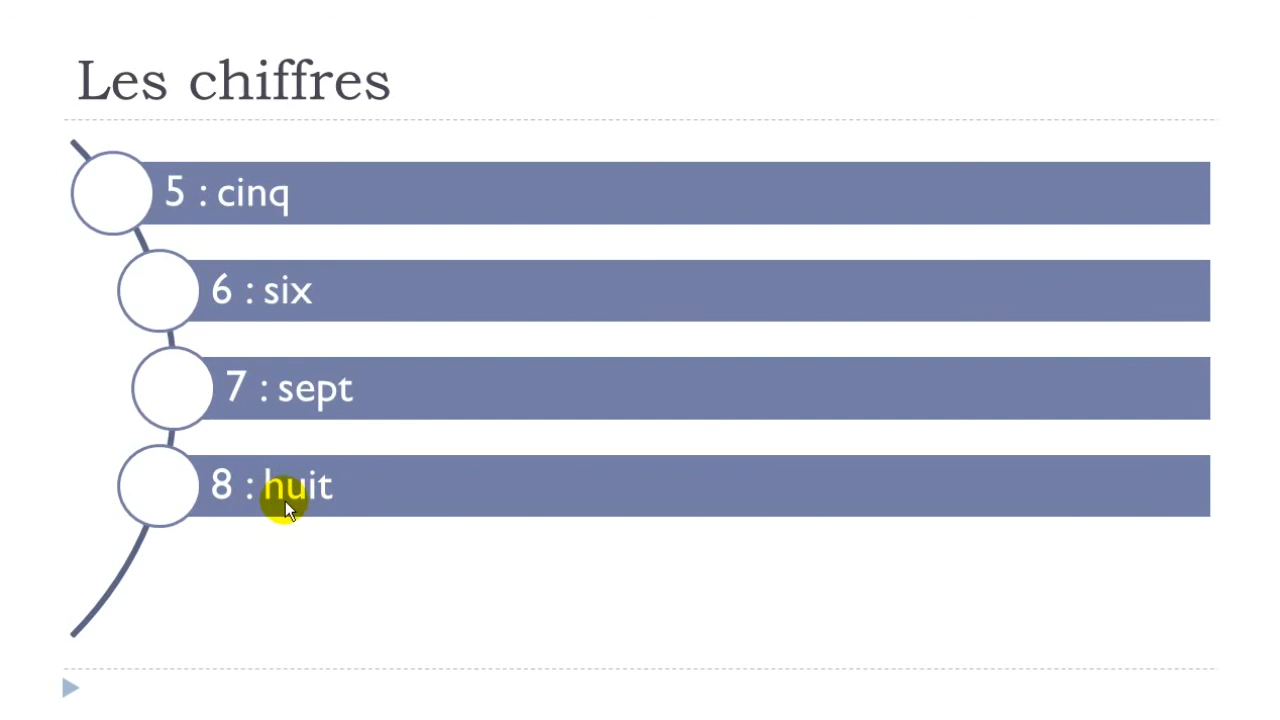 Les chiffres
5 : cinq
6 : six
7 : sept
8 : huit